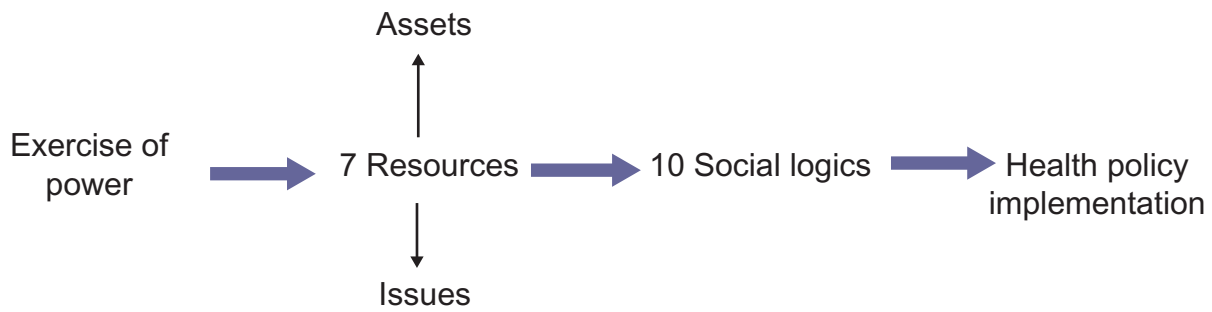 Assets
Exercise of
power
7 Resources
10 Social logics
Health policy
implementation
Issues